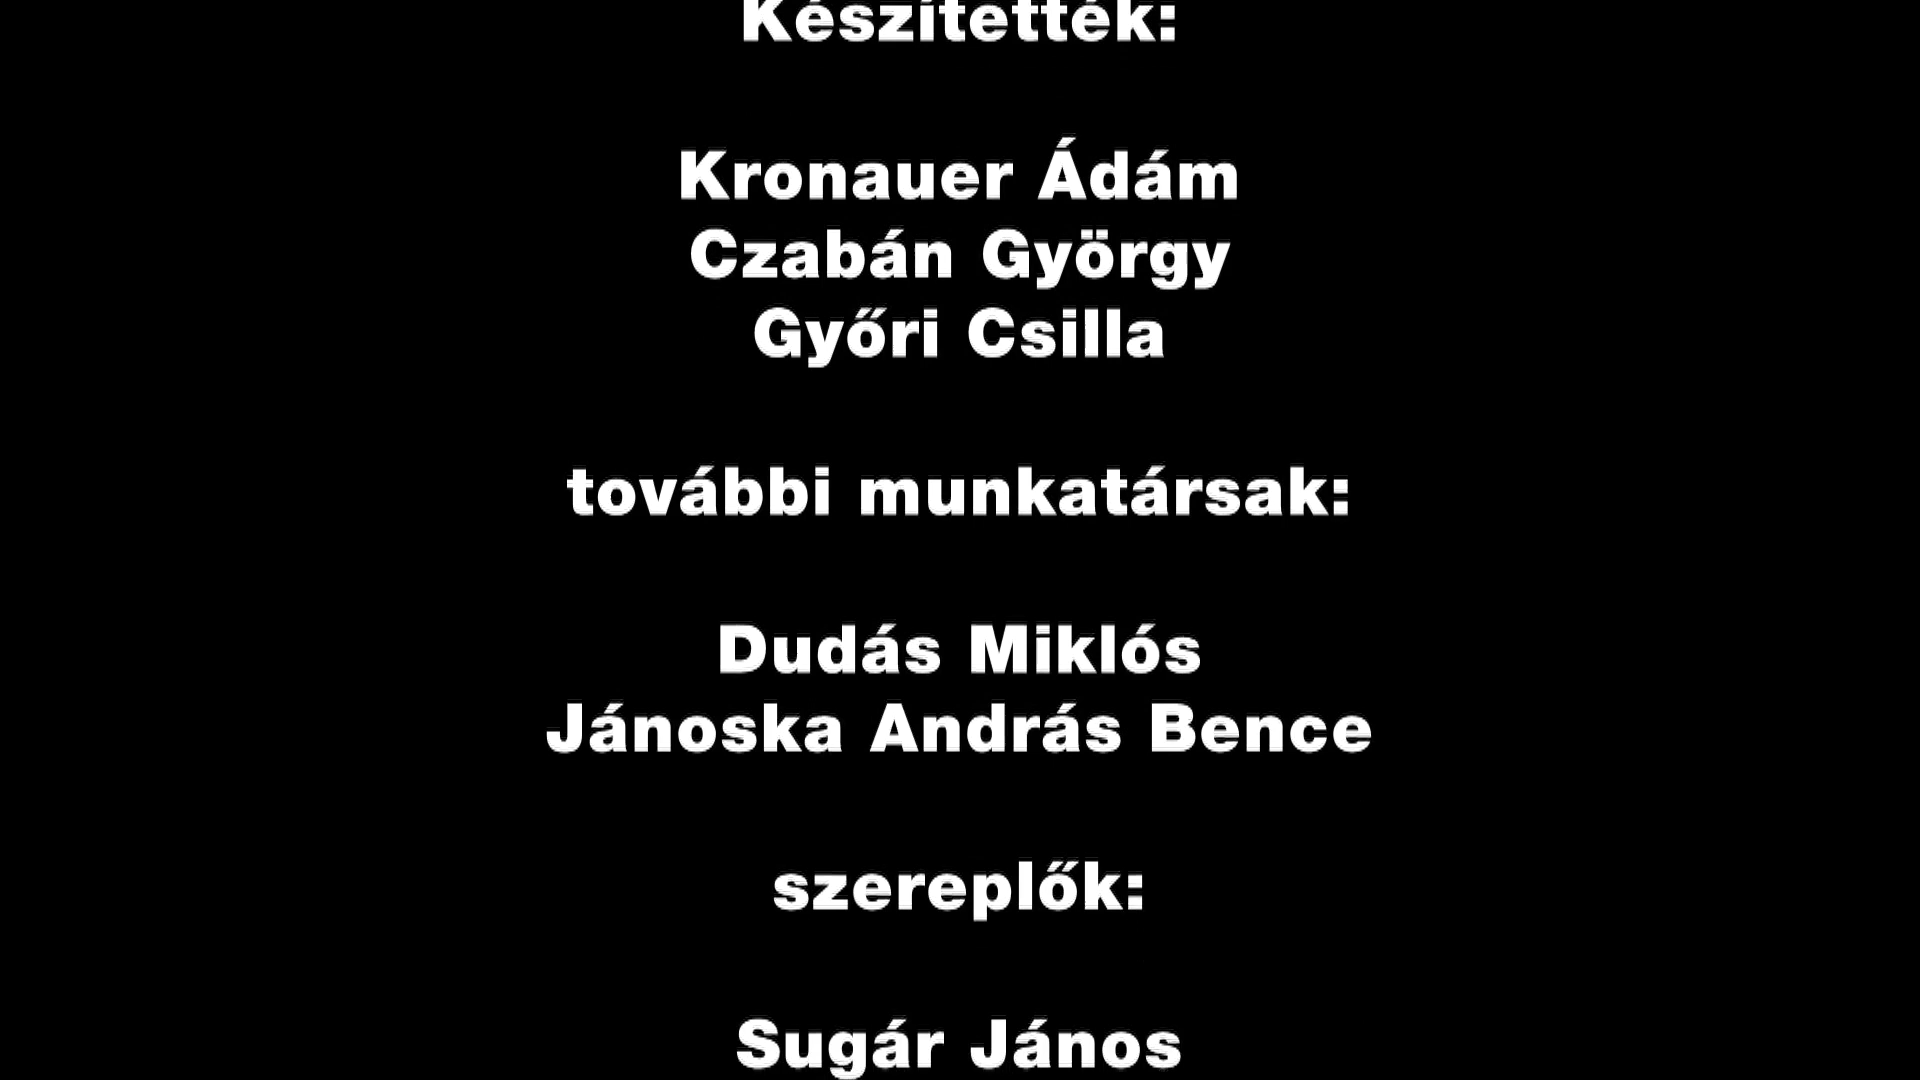 Készítették:
Kronauer Ádám
Czabán György
Győri Csilla
további munkatársak:
Dudás Miklós
Jánoska András Bence
szereplők:
Sugár János